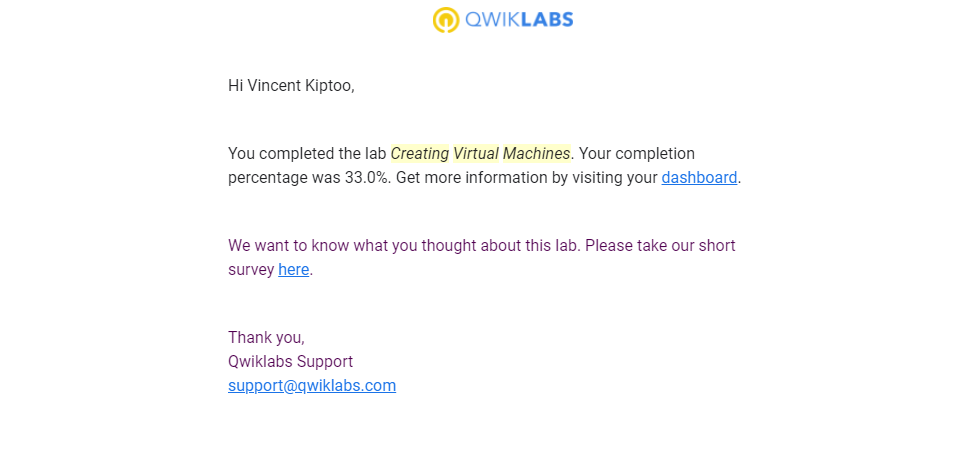 QWIKLABS
Hi Vincent Kiptoo,
You completed the lab Creating Virtual Machines. Your completion
percentage was 33.0%. Get more information by visiting your dashboard.
We want to know what you thought about this lab. Please take our short
survey here.
Thank you,
Qwiklabs Support
support@qwiklabs.com